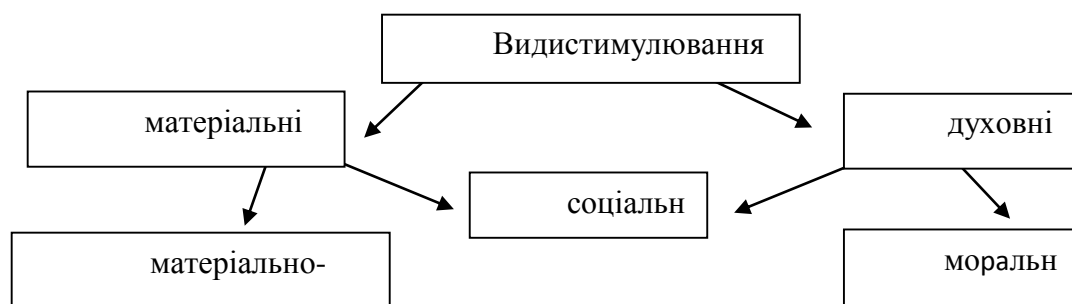 Видистимулювання
матеріальні
духовні
соціальн
матеріально-
моральн